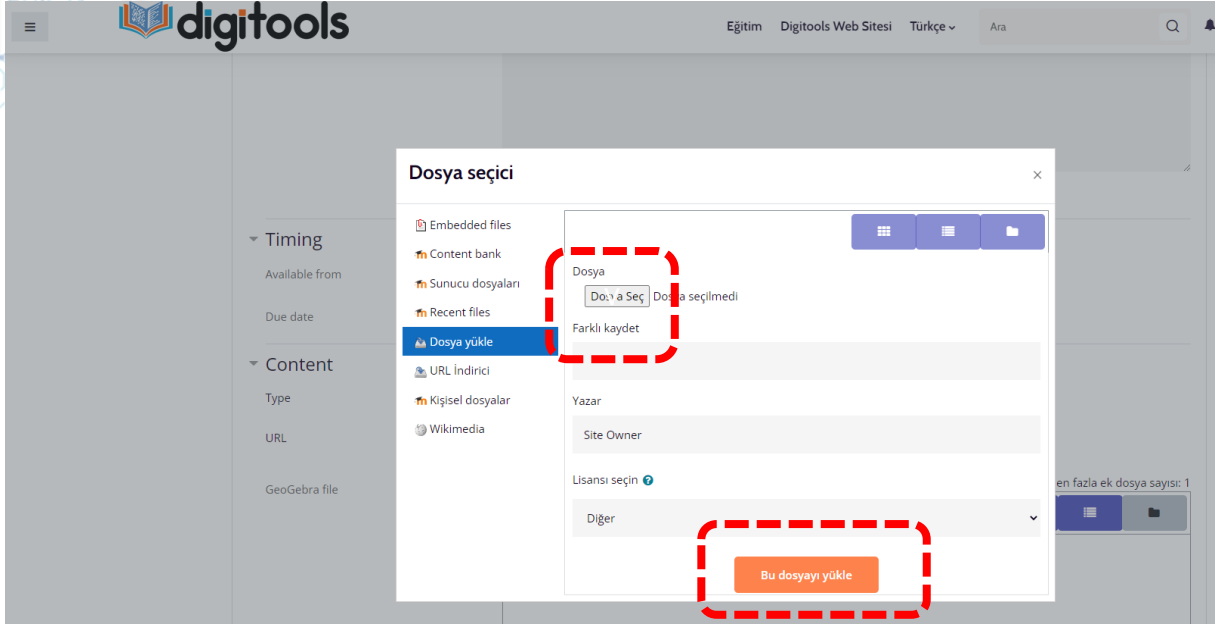 digitools
Eğitim Digitools Web Sitesi Türkçe Ara
Dosya seçici
×
Embedded files
Content bank
Sunucu dosyaları
Recent files
Dosya yükle
URL İndirici
Kişisel dosyalar
Wikimedia
Dosya
Dosya Seç Dosya seçilmedi
Farklı kaydet
Yazar
Site Owner
Lisansı seçin
Diğer
Bu dosyayı yükle
Timing
Available from
Due date
Content
Type
URL
GeoGebra file
en fazla ek dosya sayısı: 1